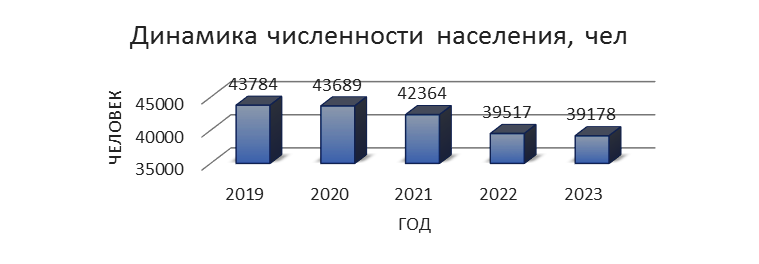 Динамика численности населения, чел
43784 43689 42364 39517 39178
45000
40000
35000
ЧЕЛОВЕК
2019 2020 2021 2022 2023
ГОД